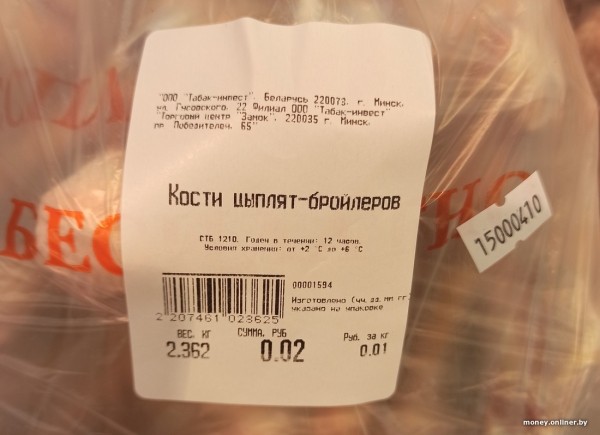 "ООО "Табак-инвест". Беларусь 220073. г. Минск,
ул. Гусовского, 22 Филиал ООО "Табак-инвест"
"Торговый центр "Замок". 220035 г. Минск,
пр. Победителей, 65"
Кости цыплят-бройлеров
СТБ 1210. Годен в течении: 12 часов.
Условия хранения: от +2 °С до +6 °С
00001594
Изготовлено (чч, дд, мм гг)
указано на упаковке
2 207461 023625
ВЕС, КГ СУММА, РУБ Руб. за кг
2.362 0.02 0.01
БЕС НО
15000410
money.onliner.by